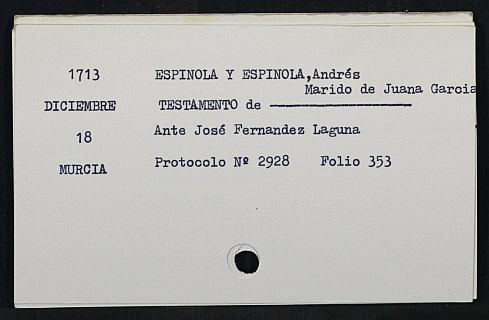 1713 ESPINOLA Y ESPINOLA,Andrés
Marido de Juana Garcia
DICIEMBRE TESTAMENTO de ------------------
18 Ante José Fernandez Laguna
MURCIA Protocolo Nº 2928 Folio 353